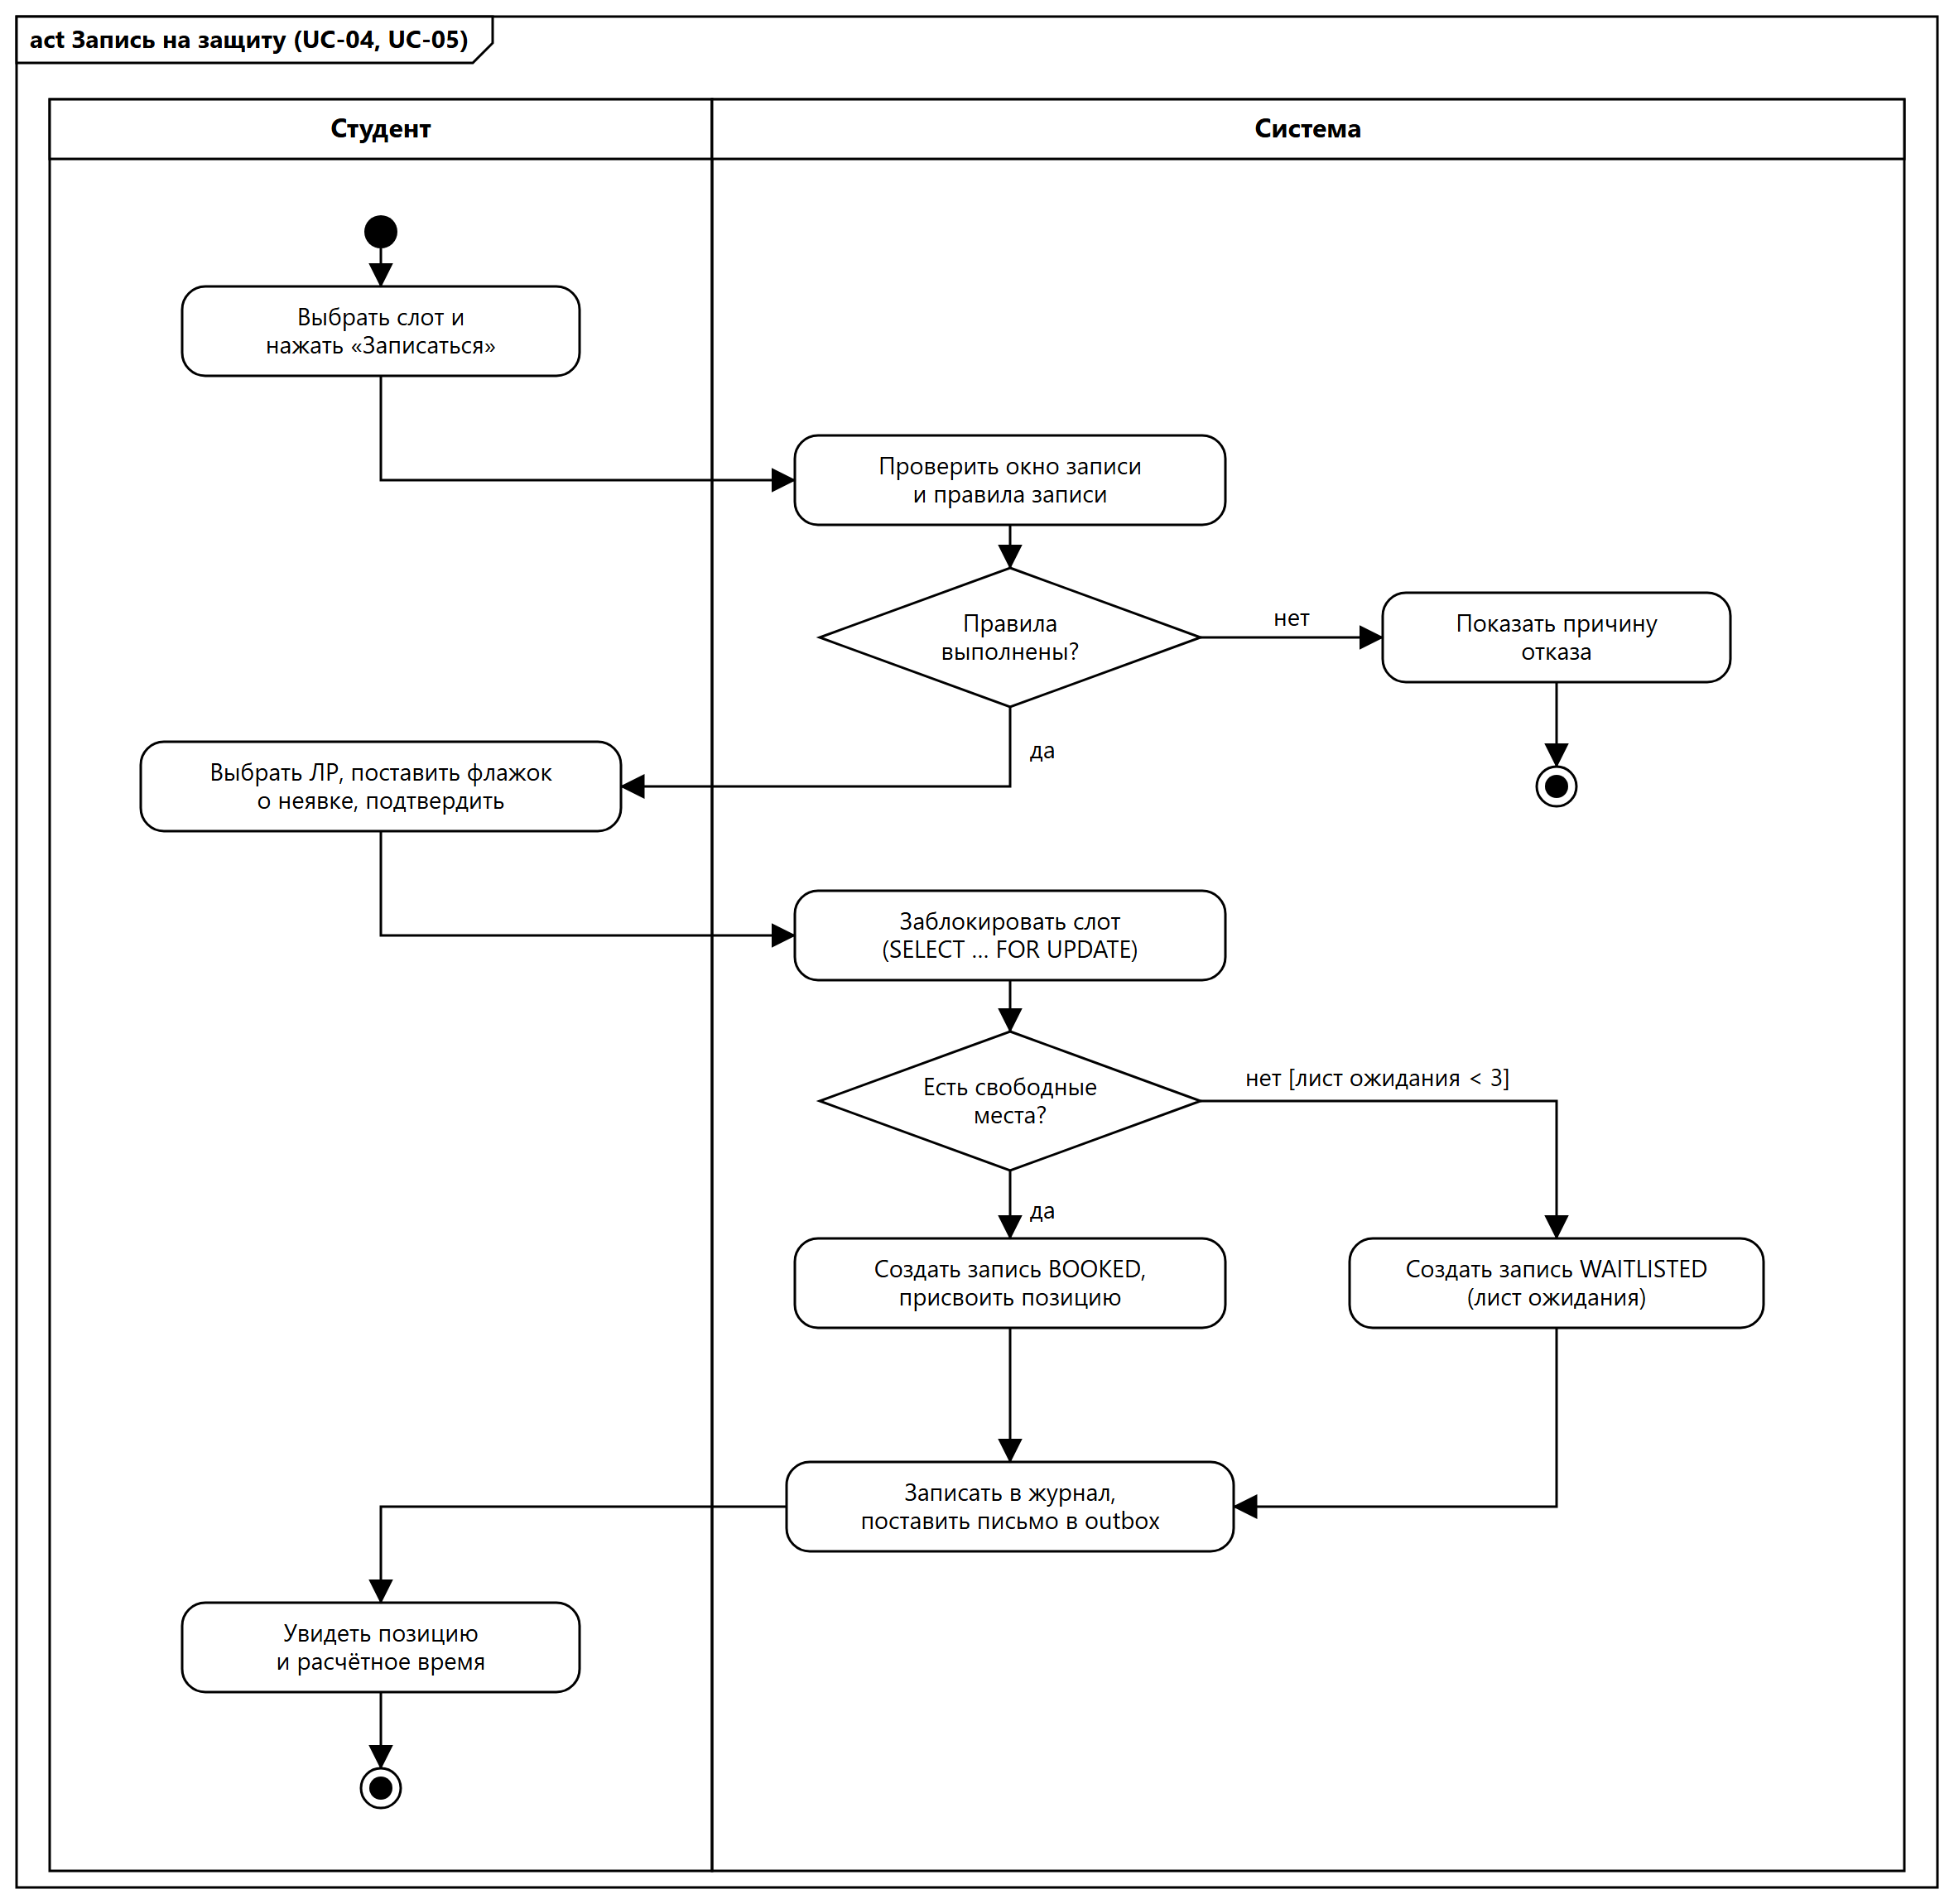 act Запись на защиту (UC-04, UC-05)
Студент
Система
Выбрать слот и
нажать «Записаться»
Проверить окно записи
и правила записи
Правила
выполнены?
нет
Показать причину
отказа
да
Выбрать ЛР, поставить флажок
о неявке, подтвердить
Заблокировать слот
(SELECT ... FOR UPDATE)
Есть свободные
места?
нет [лист ожидания < 3]
да
Создать запись BOOKED,
присвоить позицию
Создать запись WAITLISTED
(лист ожидания)
Записать в журнал,
поставить письмо в outbox
Увидеть позицию
и расчётное время